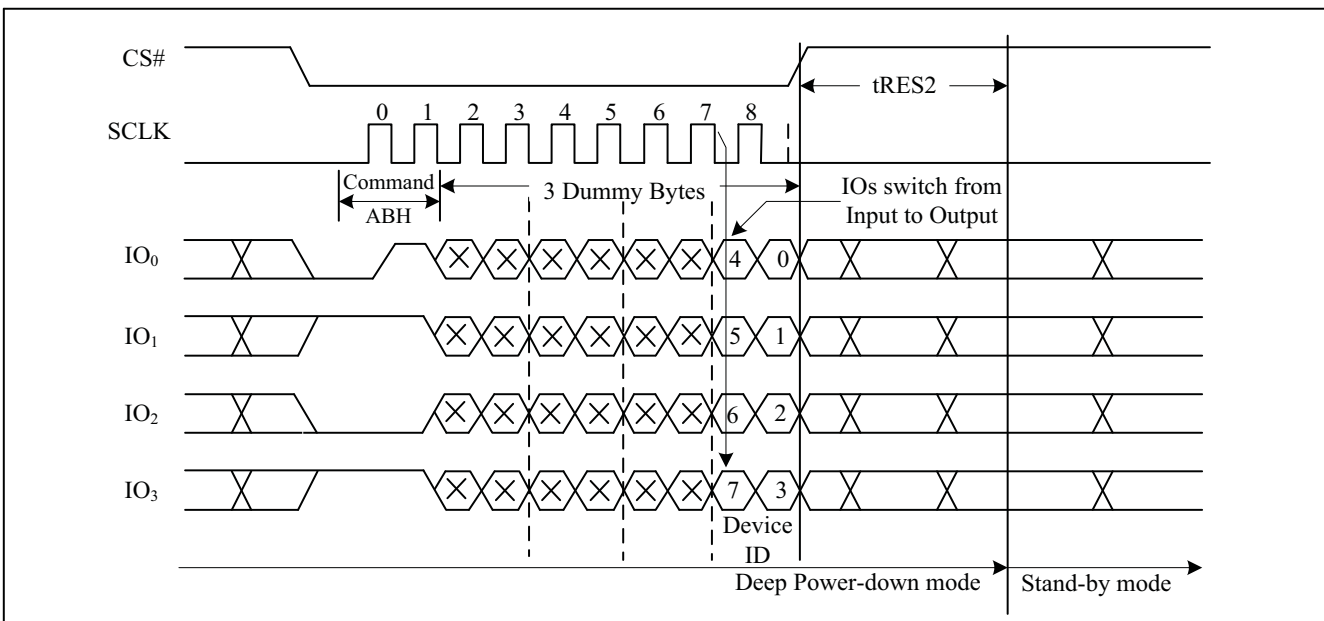 CS#
tRES2
0 1 2 3 4 5 6 7 8
SCLK
Command
ABH
3 Dummy Bytes
IOs switch from
Input to Output
IO₀
4 0
IO₁
5 1
IO₂
6 2
IO₃
7 3
Device
ID
Deep Power-down mode
Stand-by mode